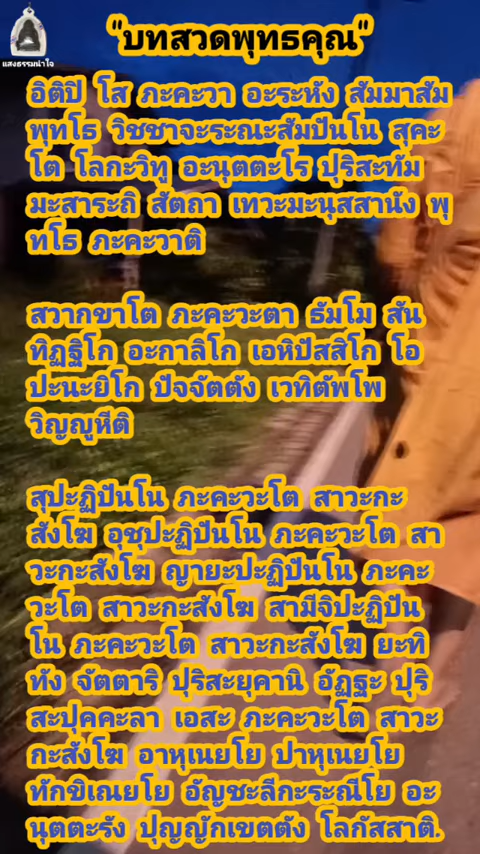 แสงธรรมนำใจ
"บทสวดพุทธคุณ"
อิติปิ โส ภะคะวา อะระหัง สัมมาสัม
พุทโธ วิชชาจะระณะสัมปันโน สุคะ
โต โลกะวิทู อะนุตตะโร ปุริสะทัม
มะสาระถิ สัตถา เทวะมะนุสสานัง พุ
ทโธ ภะคะวาติ
สวากขาโต ภะคะวะตา ธัมโม สัน
ทิฏฐิโก อะกาลิโก เอหิปัสสิโก โอ
ปะนะยิโก ปัจจัตตัง เวทิตัพโพ
วิญญูหีติ
สุปะฏิปันโน ภะคะวะโต สาวะกะ
สังโฆ อุชุปะฏิปันโน ภะคะวะโต สา
วะกะสังโฆ ญายะปะฏิปันโน ภะคะ
วะโต สาวะกะสังโฆ สามีจิปะฏิปัน
โน ภะคะวะโต สาวะกะสังโฆ ยะทิ
ทัง จัตตาริ ปุริสะยุคานิ อัฏฐะ ปุริ
สะปุคคะลา เอสะ ภะคะวะโต สาวะ
กะสังโฆ อาหุเนยโย ปาหุเนยโย
ทักขิเณยโย อัญชะลีกะระณีโย อะ
นุตตะรัง ปุญญักเขตตัง โลกัสสาติ.